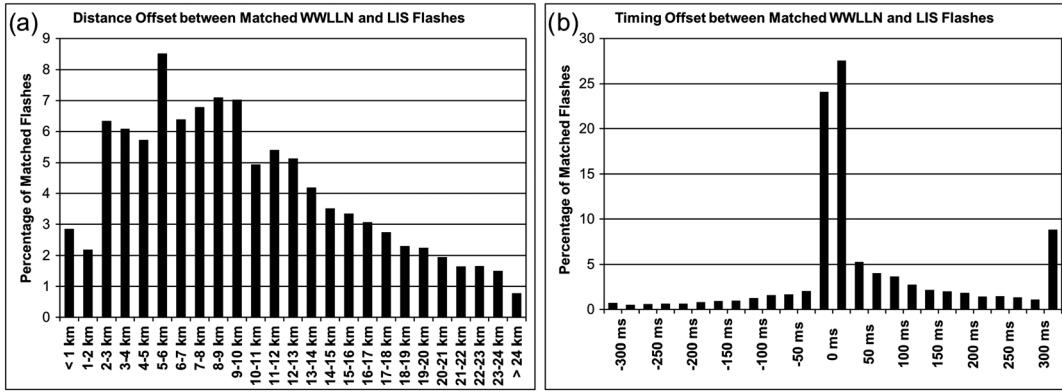 (a)
Distance Offset between Matched WWLLN and LIS Flashes
Percentage of Matched Flashes
9
8
7
6
5
4
3
2
1
0
< 1 km
1-2 km
2-3 km
3-4 km
4-5 km
5-6 km
6-7 km
7-8 km
8-9 km
9-10 km
10-11 km
11-12 km
12-13 km
13-14 km
14-15 km
15-16 km
16-17 km
17-18 km
18-19 km
19-20 km
20-21 km
21-22 km
22-23 km
23-24 km
> 24 km
(b)
Timing Offset between Matched WWLLN and LIS Flashes
Percentage of Matched Flashes
30
25
20
15
10
5
0
-300 ms
-250 ms
-200 ms
-150 ms
-100 ms
-50 ms
0 ms
50 ms
100 ms
150 ms
200 ms
250 ms
300 ms